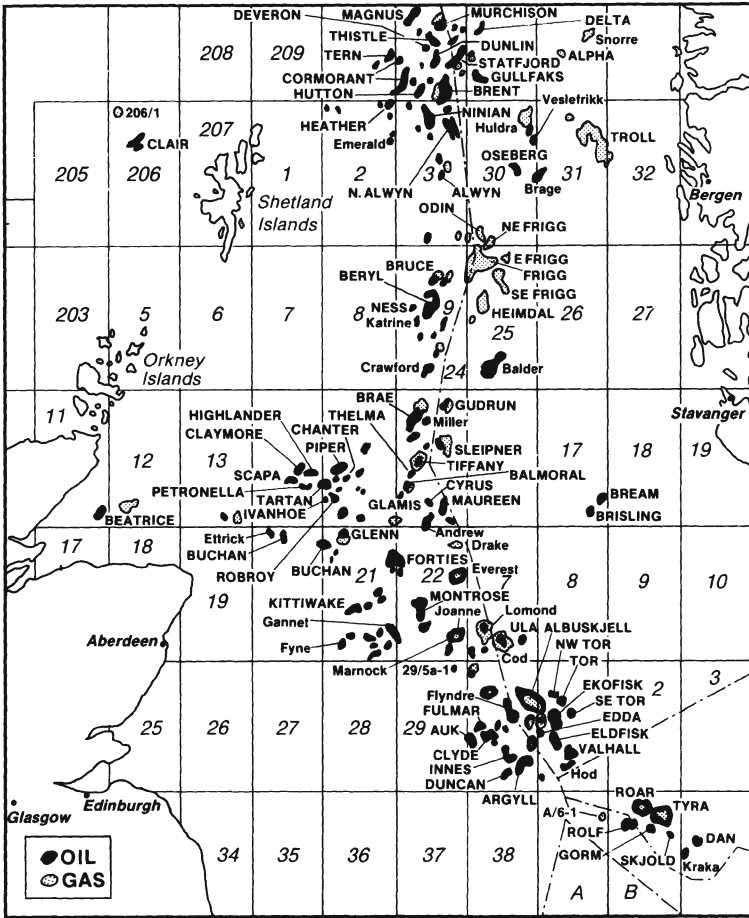 DEVERON
MAGNUS
MURCHISON
DELTA
THISTLE
Snorre
208
209
TERN
DUNLIN
ALPHA
STATFJORD
CORMORANT
GULLFAKS
HUTTON
BRENT
206/1
Veslefrikk
207
HEATHER
NINIAN
Huldra
TROLL
CLAIR
Emerald
OSEBERG
205
206
1
2
3
30
31
32
N. ALWYN
ALWYN
Brage
Bergen
Shetland
Islands
ODIN
NE FRIGG
BRUCE
E FRIGG
FRIGG
BERYL
SE FRIGG
203
5
6
7
8
NESS
9
HEIMDAL
26
27
Katrine
25
Orkney
Islands
Crawford
24
Balder
BRAE
GUDRUN
11
HIGHLANDER
CHANTER
THELMA
Miller
Stavanger
CLAYMORE
PIPER
SLEIPNER
17
18
19
12
13
SCAPA
TIFFANY
BALMORAL
PETRONELLA
CYRUS
TARTAN
GLAMIS
MAUREEN
BREAM
BEATRICE
IVANHOE
BRISLING
Ettrick
GLENN
Andrew
17
18
BUCHAN
Drake
ROBROY
BUCHAN
FORTIES
21
22
Everest
7
8
9
10
19
KITTIWAKE
MONTROSE
Joanne
Lomond
Gannet
ULA
ALBUSKJELL
Aberdeen
Fyne
NW TOR
Cod
TOR
Marnock
29/5a-1
Flyndre
EKOFISK
2
3
FULMAR
SE TOR
25
26
27
28
29
AUK
EDDA
ELDFISK
CLYDE
VALHALL
INNES
Hod
DUNCAN
ARGYLL
ROAR
Glasgow
Edinburgh
A/6-1
TYRA
ROLF
OIL
GORM
DAN
GAS
34
35
36
37
38
SKJOLD
Kraka
A
B